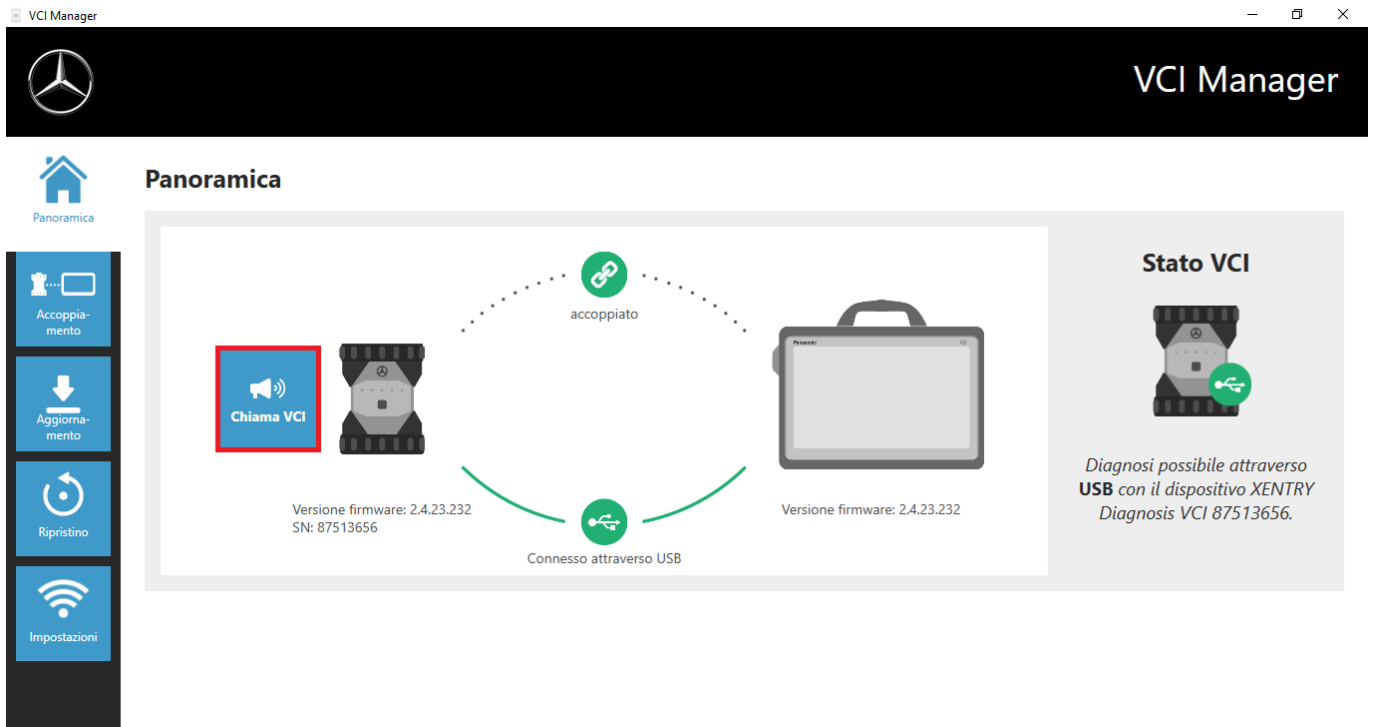 VCI Manager
VCI Manager
Panoramica
Panoramica
Accoppia-
mento
Aggiorna-
mento
Ripristino
Impostazioni
accoppiato
Chiama VCI
Panasonic
Versione firmware: 2.4.23.232
SN: 87513656
Versione firmware: 2.4.23.232
Connesso attraverso USB
Stato VCI
Diagnosi possibile attraverso
USB con il dispositivo XENTRY
Diagnosis VCI 87513656.